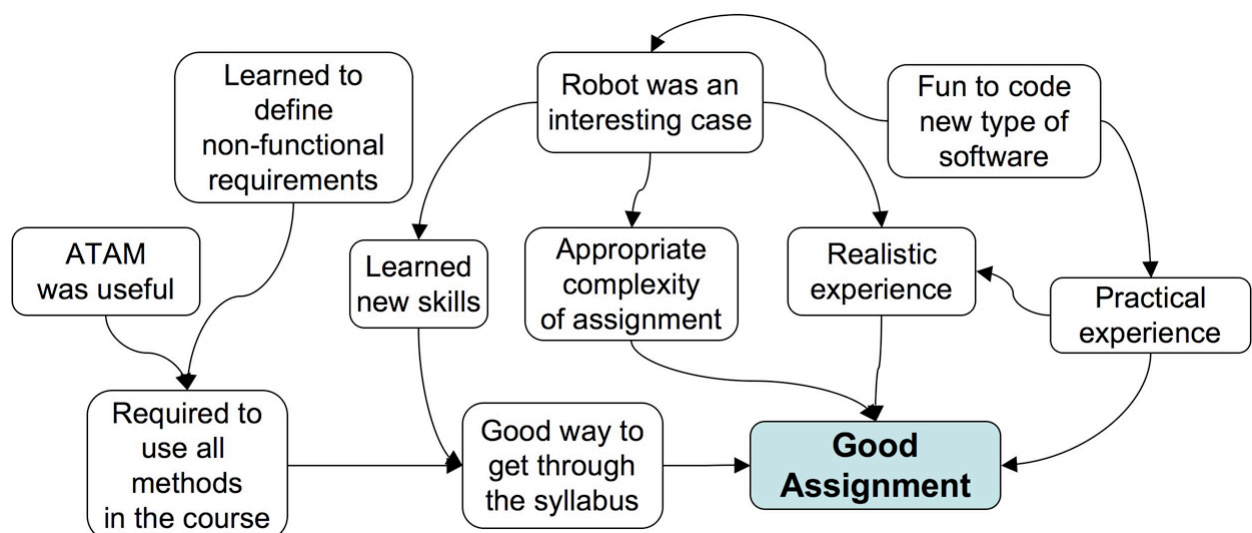 Learned to
define
non-functional
requirements
Robot was an
interesting case
Fun to code
new type of
software
ATAM
was useful
Learned
new skills
Appropriate
complexity
of assignment
Realistic
experience
Practical
experience
Required to
use all
methods
in the course
Good way to
get through
the syllabus
Good
Assignment